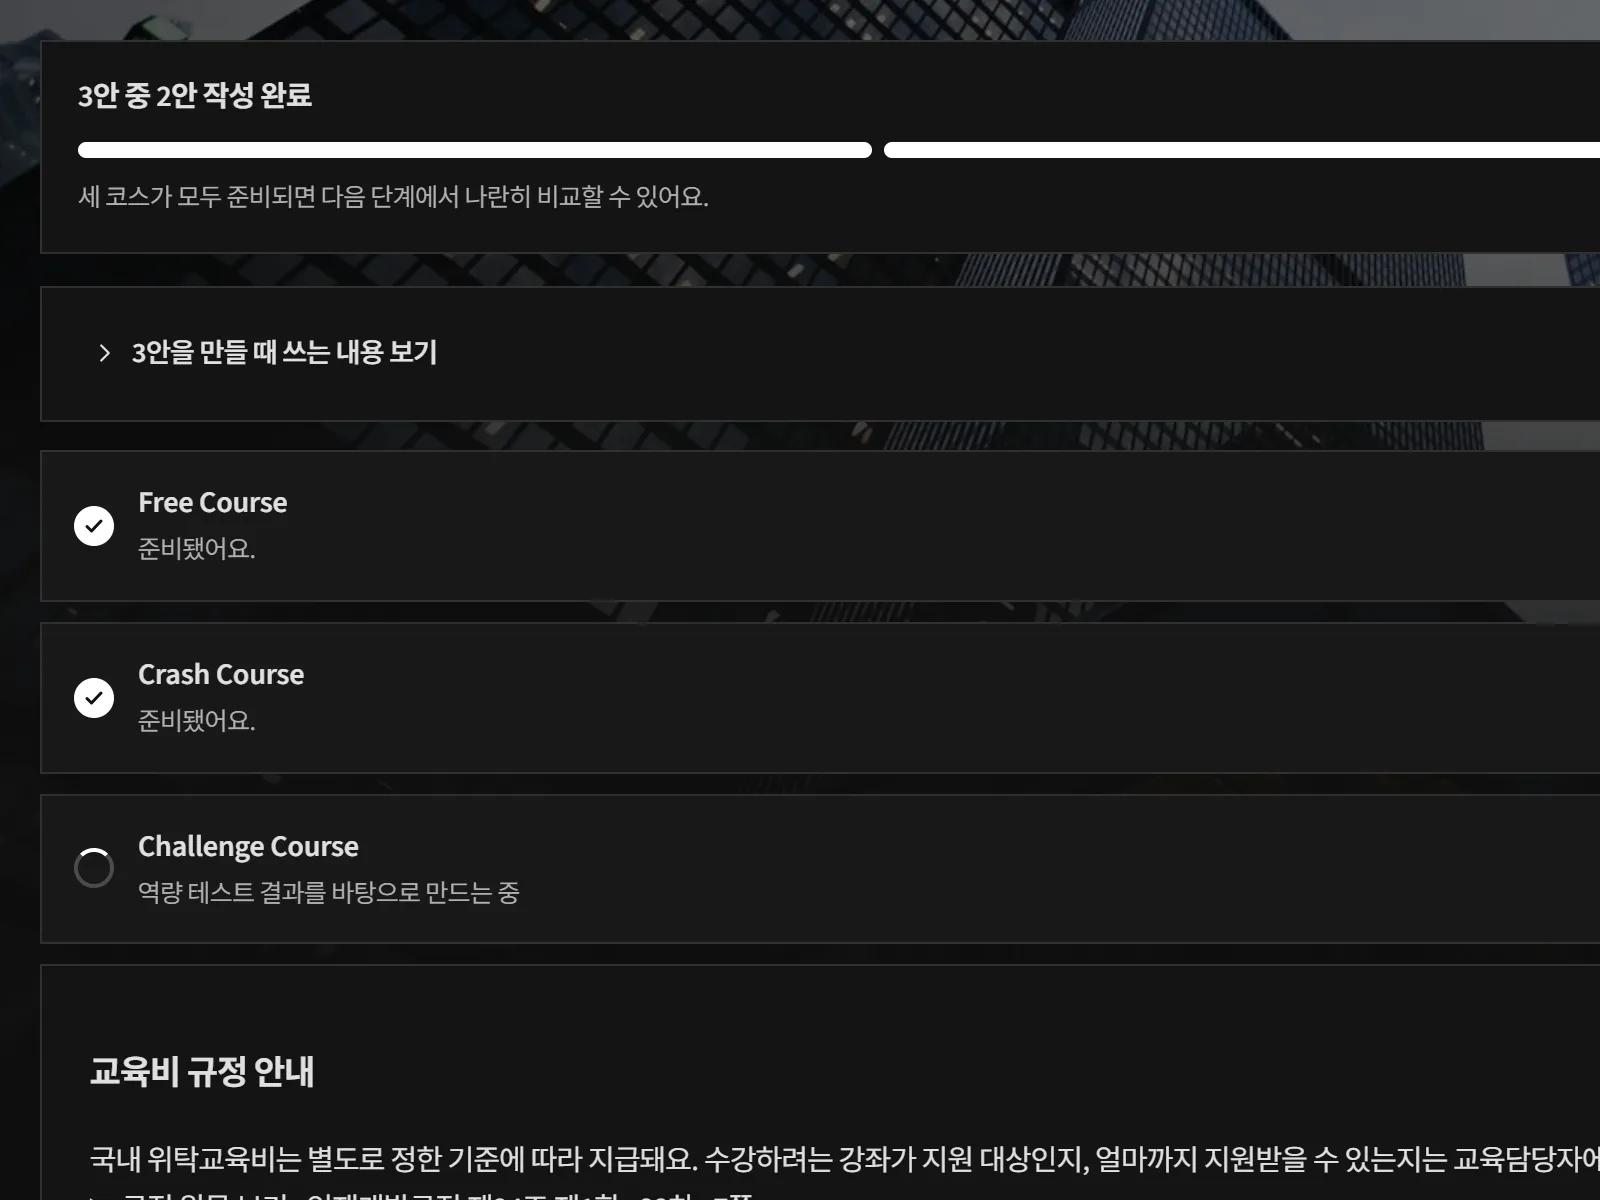 3안 중 2안 작성 완료
세 코스가 모두 준비되면 다음 단계에서 나란히 비교할 수 있어요.
3안을 만들 때 쓰는 내용 보기
Free Course
준비됐어요.
Crash Course
준비됐어요.
Challenge Course
역량 테스트 결과를 바탕으로 만드는 중
교육비 규정 안내
국내 위탁교육비는 별도로 정한 기준에 따라 지급돼요. 수강하려는 강좌가 지원 대상인지, 얼마까지 지원받을 수 있는지는 교육담당자에